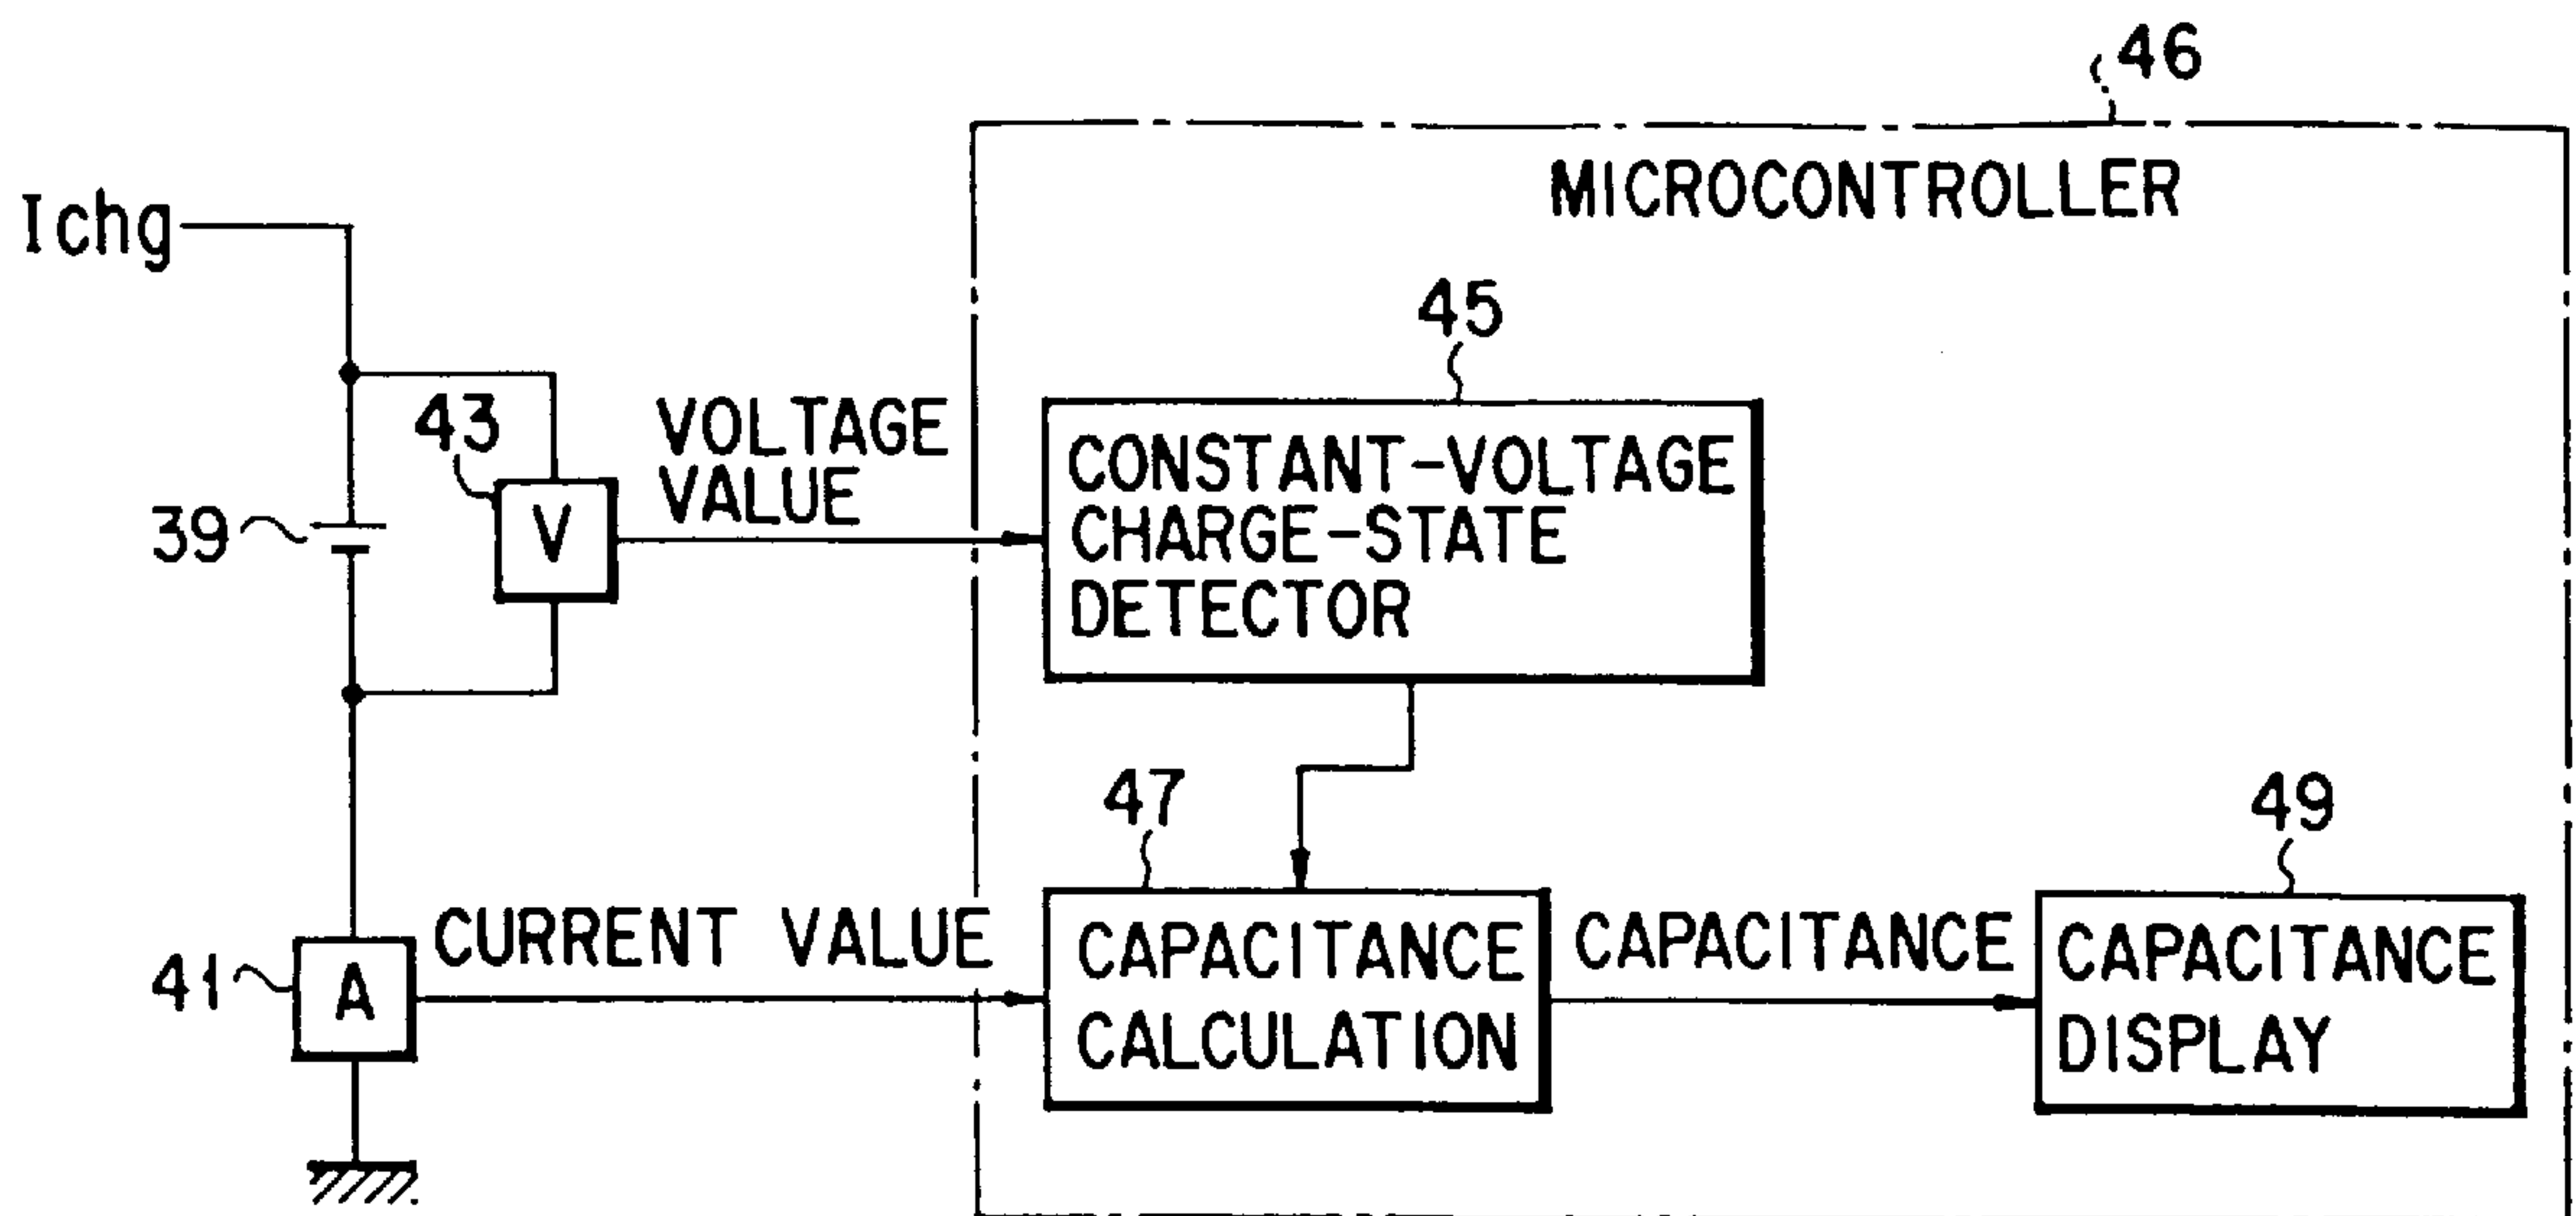 46
MICROCONTROLLER
Ichg
45
43
VOLTAGE
VALUE
CONSTANT-VOLTAGE
CHARGE-STATE
DETECTOR
39
V
47
49
41
A
CURRENT VALUE
CAPACITANCE
CALCULATION
CAPACITANCE
CAPACITANCE
DISPLAY